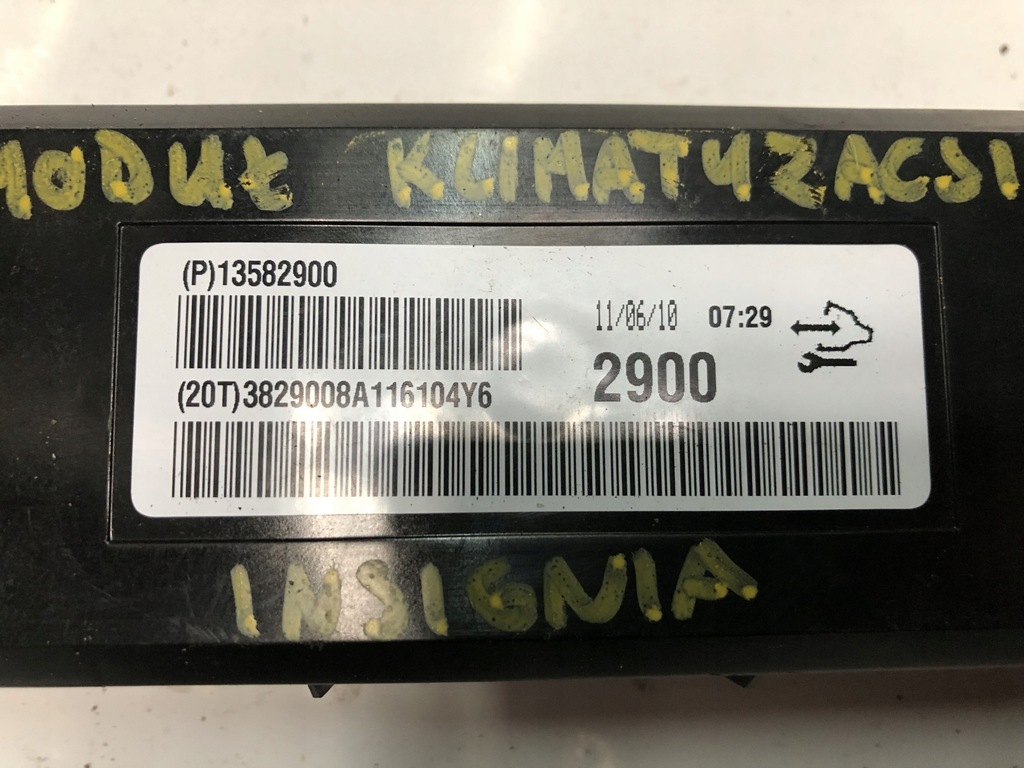 MODUŁ KLIMATYZACJI
(P)13582900
11/06/10 07:29
2900
(20T)3829008A116104Y6
INSIGNIA